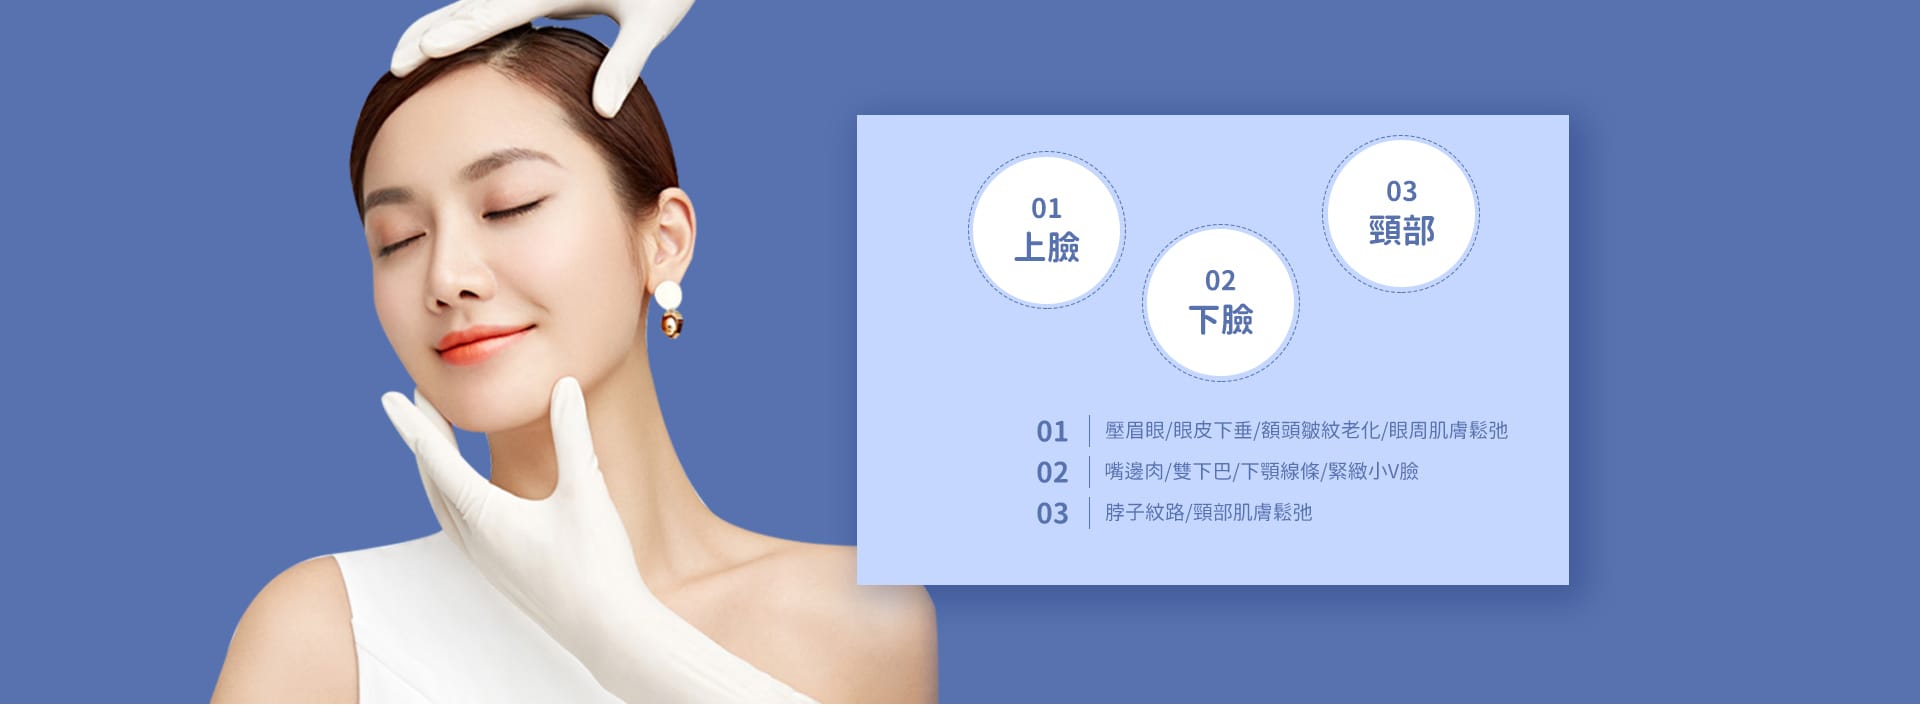 01
上臉
02
下臉
03
頸部
01 壓眉眼/眼皮下垂/額頭皺紋老化/眼周肌膚鬆弛
02 嘴邊肉/雙下巴/下顎線條/緊緻小V臉
03 脖子紋路/頸部肌膚鬆弛